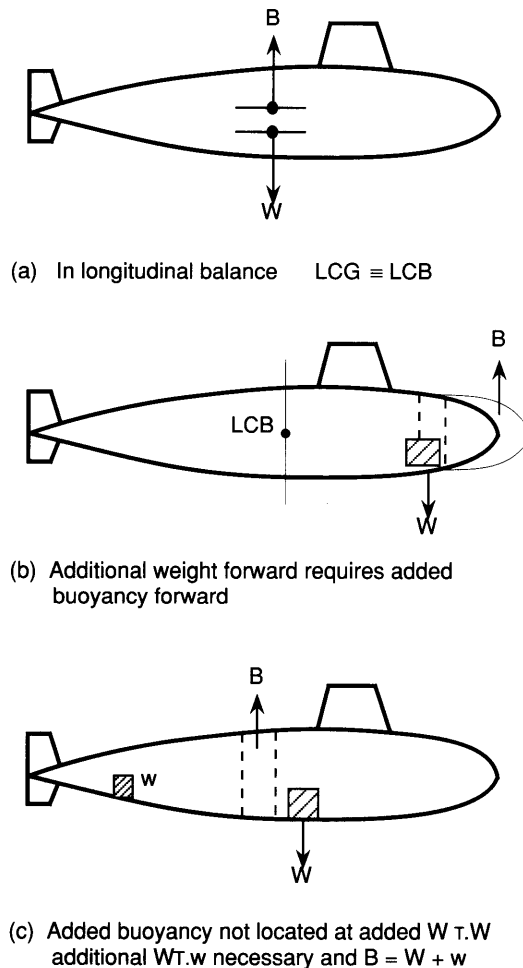 B
W
(a) In longitudinal balance LCG ≡ LCB
B
LCB
W
(b) Additional weight forward requires added
buoyancy forward
B
w
W
(c) Added buoyancy not located at added W T.W
additional WT.w necessary and B = W + w